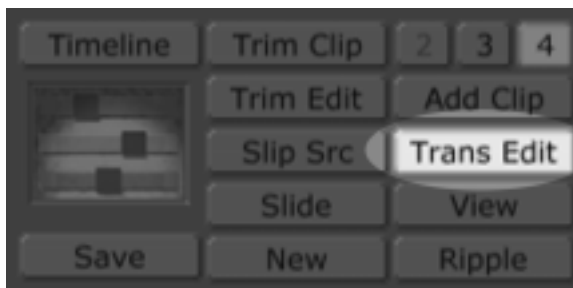 Timeline Trim Clip 2 3 4
Trim Edit Add Clip
Slip Src Trans Edit
Slide View
Save New Ripple